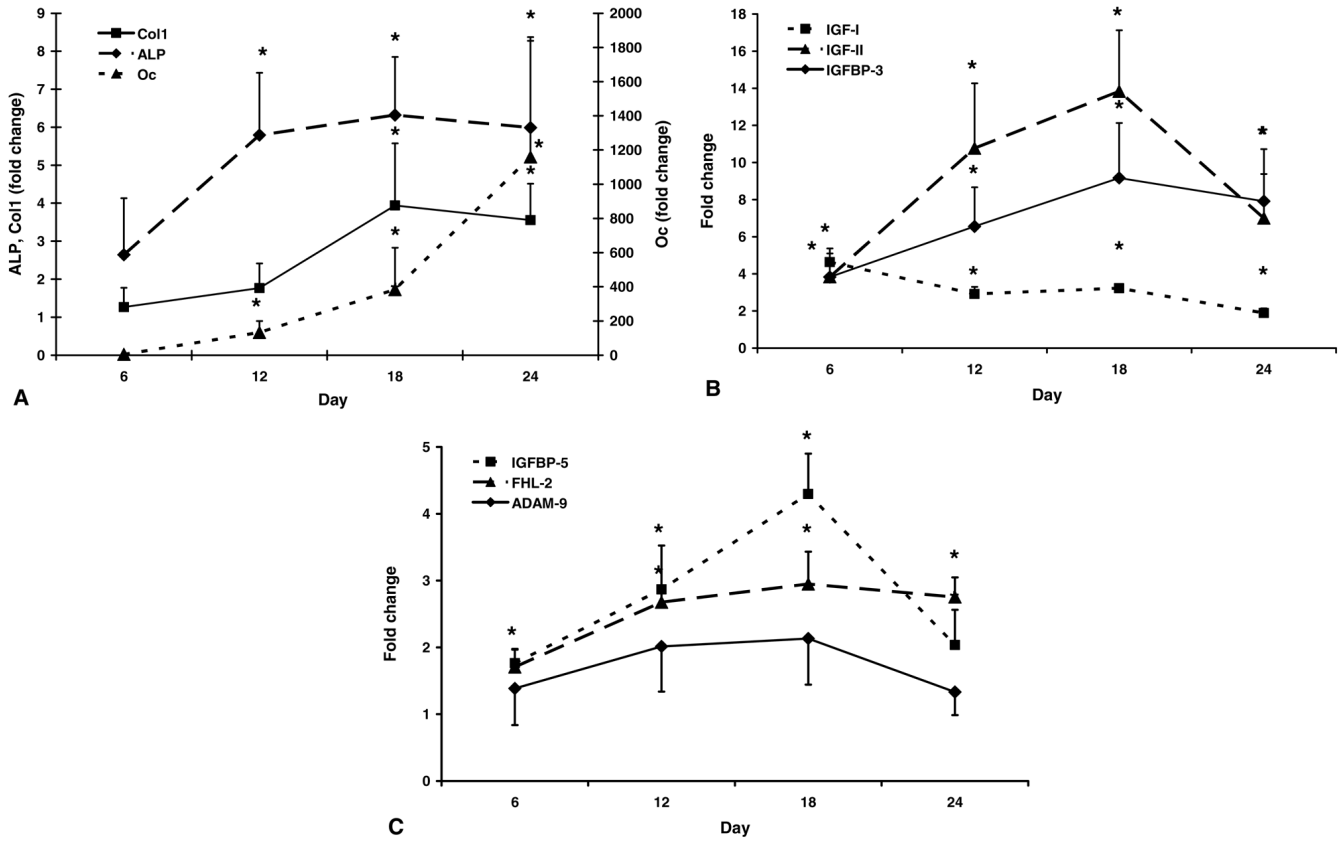 9
8
7
6
5
4
3
2
1
0
ALP, Col1 (fold change)
Col1
ALP
Oc
* * *
* *
* *
* *
2000
1800
1600
1400
1200
1000
800
600
400
200
0
Oc (fold change)
6 12 18 24
Day
A
18
16
14
12
10
8
6
4
2
0
Fold change
IGF-I
IGF-II
IGFBP-3
* * * *
* * *
* * * *
6 12 18 24
Day
B
5
4
3
2
1
0
Fold change
IGFBP-5
FHL-2
ADAM-9
* * *
* * * *
6 12 18 24
Day
C